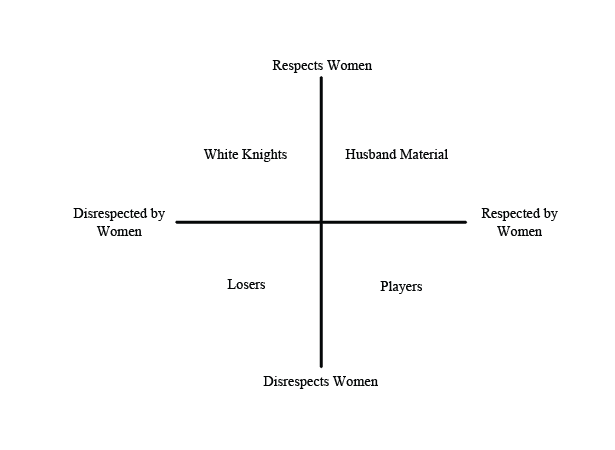 Respects Women
White Knights
Husband Material
Disrespected by
Women
Respected by
Women
Losers
Players
Disrespects Women